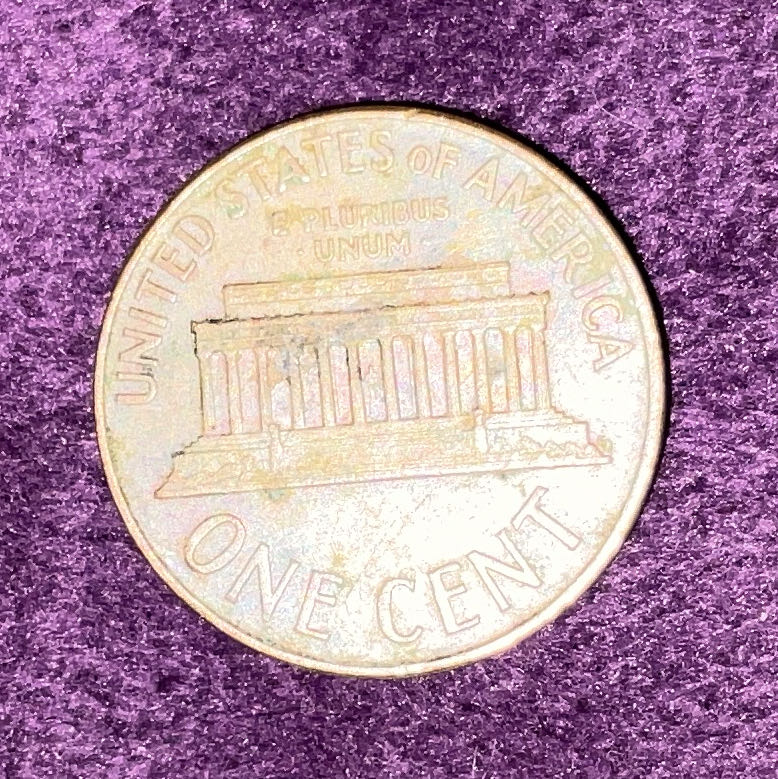 UNITED STATES OF AMERICA
E PLURIBUS
UNUM
ONE CENT